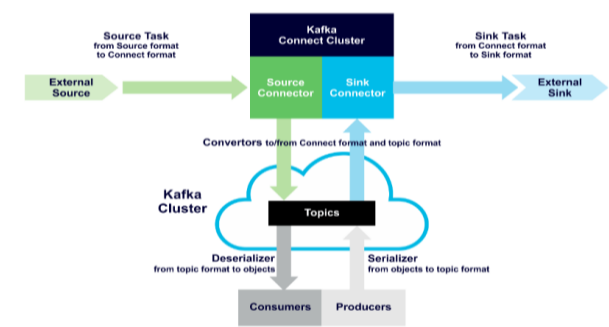 Source Task
from Source format
to Connect format
Kafka
Connect Cluster
Sink Task
from Connect format
to Sink format
External
Source
Source
Connector
Sink
Connector
External
Sink
Convertors to/from Connect format and topic format
Kafka
Cluster
Topics
Deserializer
from topic format to objects
Serializer
from objects to topic format
Consumers
Producers